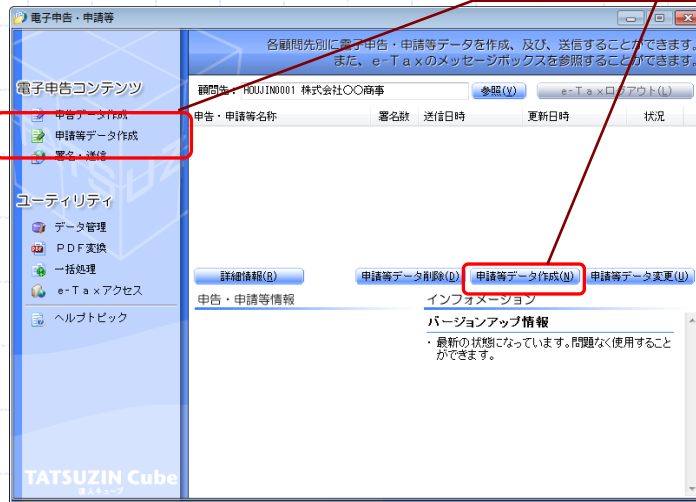 電子申告・申請等
各顧問先別に電子申告・申請等データを作成、及び、送信することができます。
また、e-Taxのメッセージボックスを参照することができます。
電子申告コンテンツ
申告データ作成
申請等データ作成
署名・送信
ユーティリティ
データ管理
PDF変換
一括処理
e-Taxアクセス
ヘルプトピック
顧問先: HOUJIN0001 株式会社〇〇商事 参照(V) e-Taxログアウト(L)
申告・申請等名称 署名数 送信日時 更新日時 状況
詳細情報(R) 申請等データ削除(D) 申請等データ作成(N) 申請等データ変更(U)
申告・申請等情報 インフォメーション
バージョンアップ情報
・最新の状態になっています。問題なく使用すること
ができます。
TATSUZIN Cube
達人キューブ